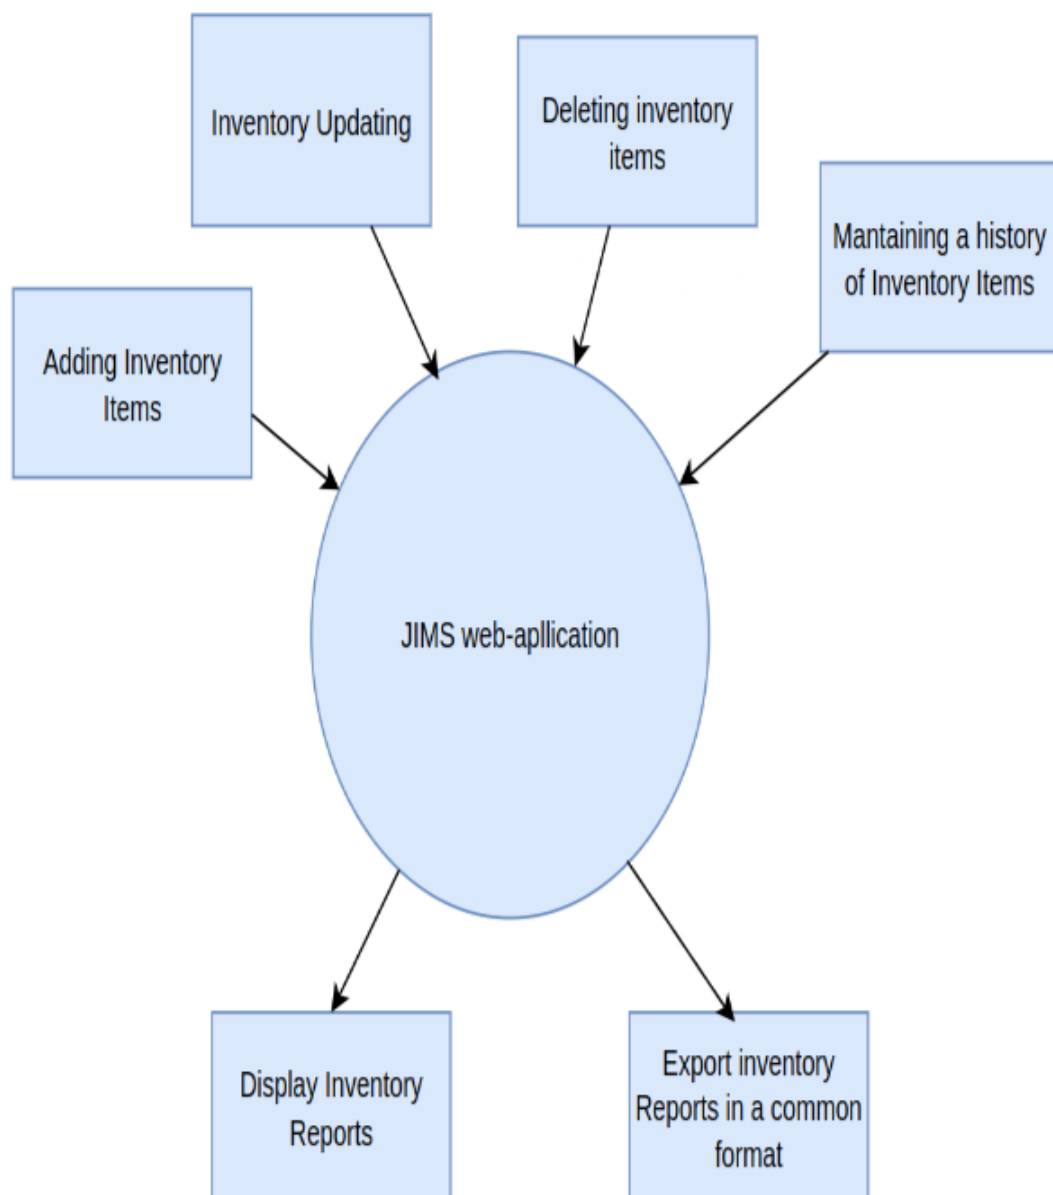 Inventory Updating
Deleting inventory
items
Mantaining a history
of Inventory Items
Adding Inventory
Items
JIMS web-apllication
Display Inventory
Reports
Export inventory
Reports in a common
format